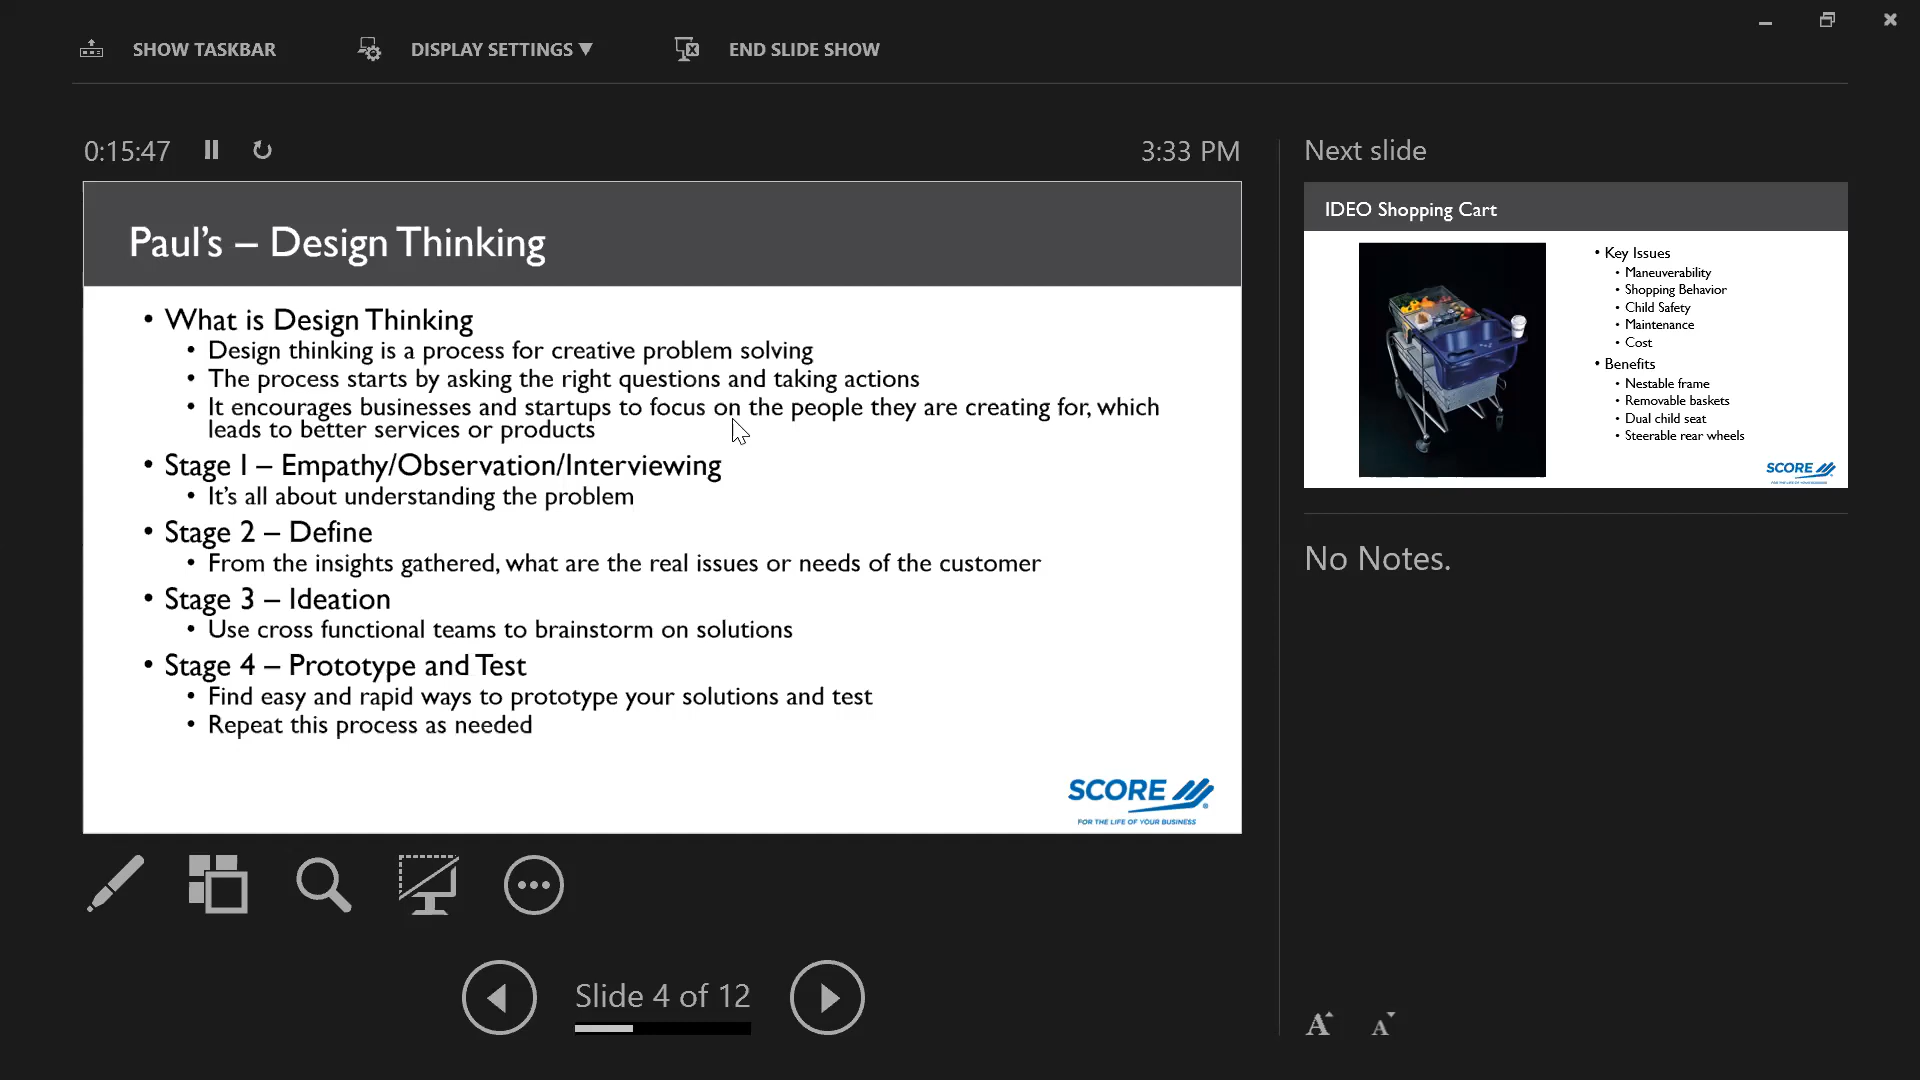 SHOW TASKBAR
DISPLAY SETTINGS ▼
END SLIDE SHOW
0:15:47
3:33 PM
Paul's – Design Thinking
• What is Design Thinking
• Design thinking is a process for creative problem solving
• The process starts by asking the right questions and taking actions
• It encourages businesses and startups to focus on the people they are creating for, which
leads to better services or products
• Stage 1 – Empathy/Observation/Interviewing
• It's all about understanding the problem
• Stage 2 – Define
• From the insights gathered, what are the real issues or needs of the customer
• Stage 3 – Ideation
• Use cross functional teams to brainstorm on solutions
• Stage 4 – Prototype and Test
• Find easy and rapid ways to prototype your solutions and test
• Repeat this process as needed
SCORE
FOR THE LIFE OF YOUR BUSINESS
Slide 4 of 12
Next slide
IDEO Shopping Cart
• Key Issues
• Maneuverability
• Shopping Behavior
• Child Safety
• Maintenance
• Cost
• Benefits
• Nestable frame
• Removable baskets
• Dual child seat
• Steerable rear wheels
SCORE
FOR THE LIFE OF YOUR BUSINESS
No Notes.
A A